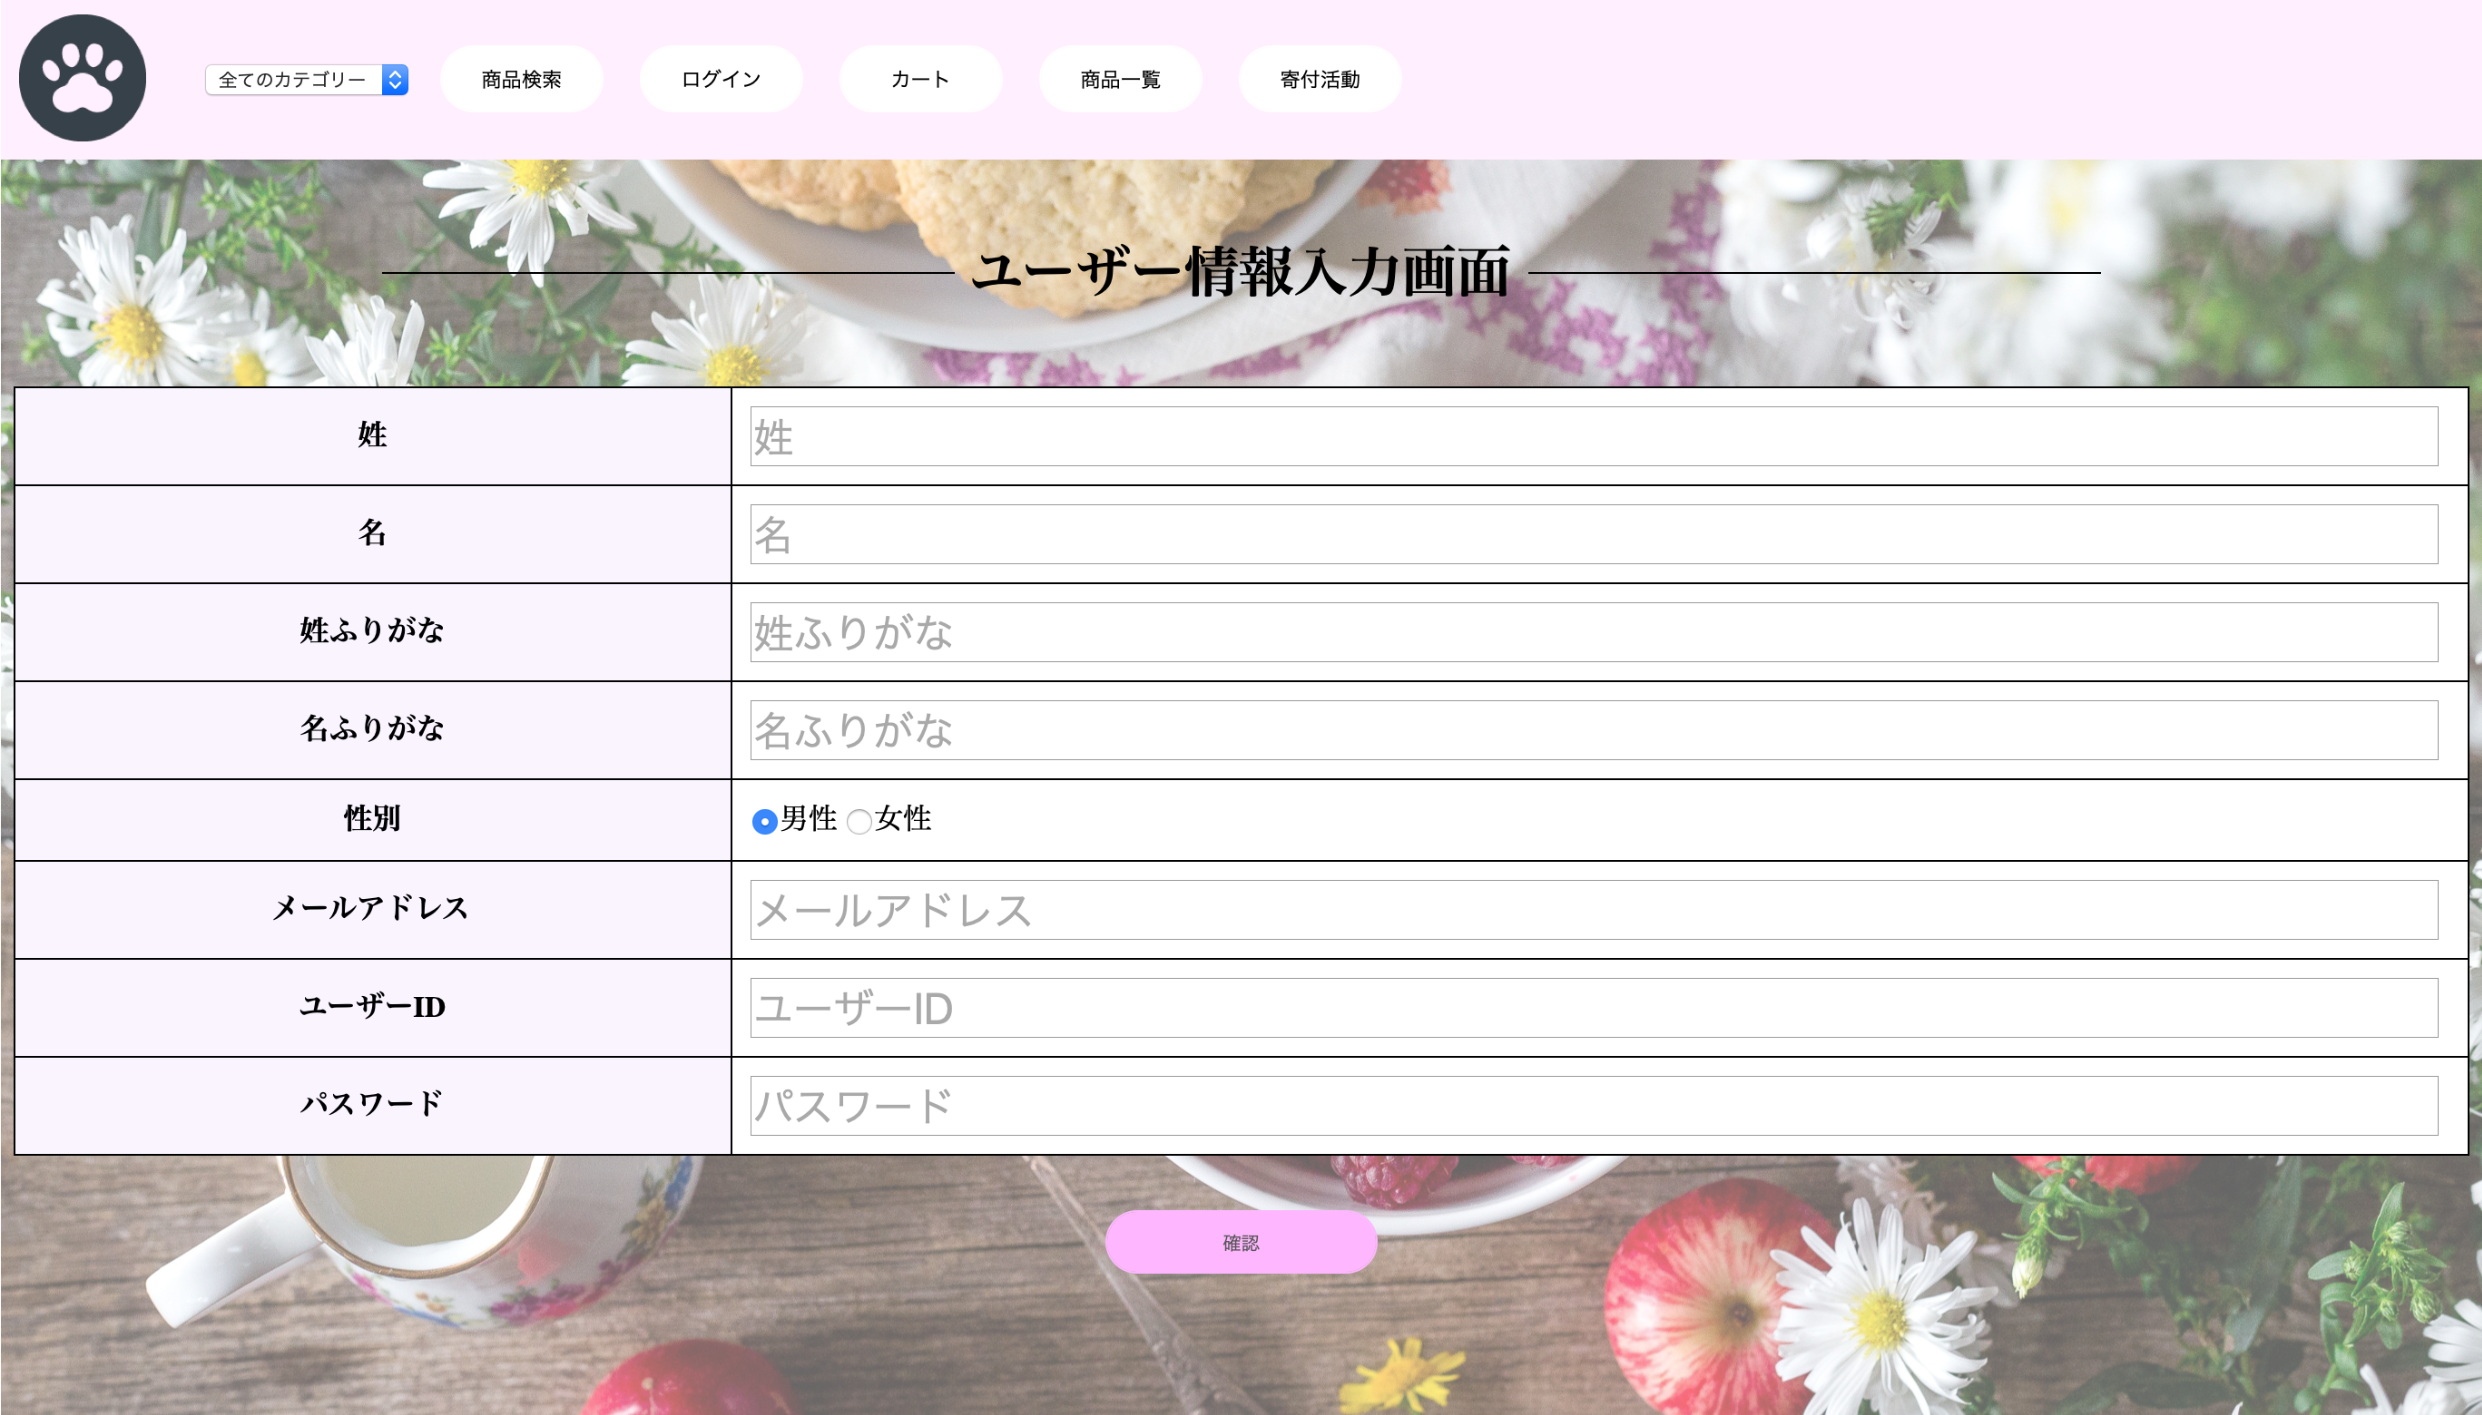 全てのカテゴリー 商品検索 ログイン カート 商品一覧 寄付活動
ユーザー情報入力画面
姓 姓
名 名
姓ふりがな 姓ふりがな
名ふりがな 名ふりがな
性別 男性 女性
メールアドレス メールアドレス
ユーザーID ユーザーID
パスワード パスワード
確認